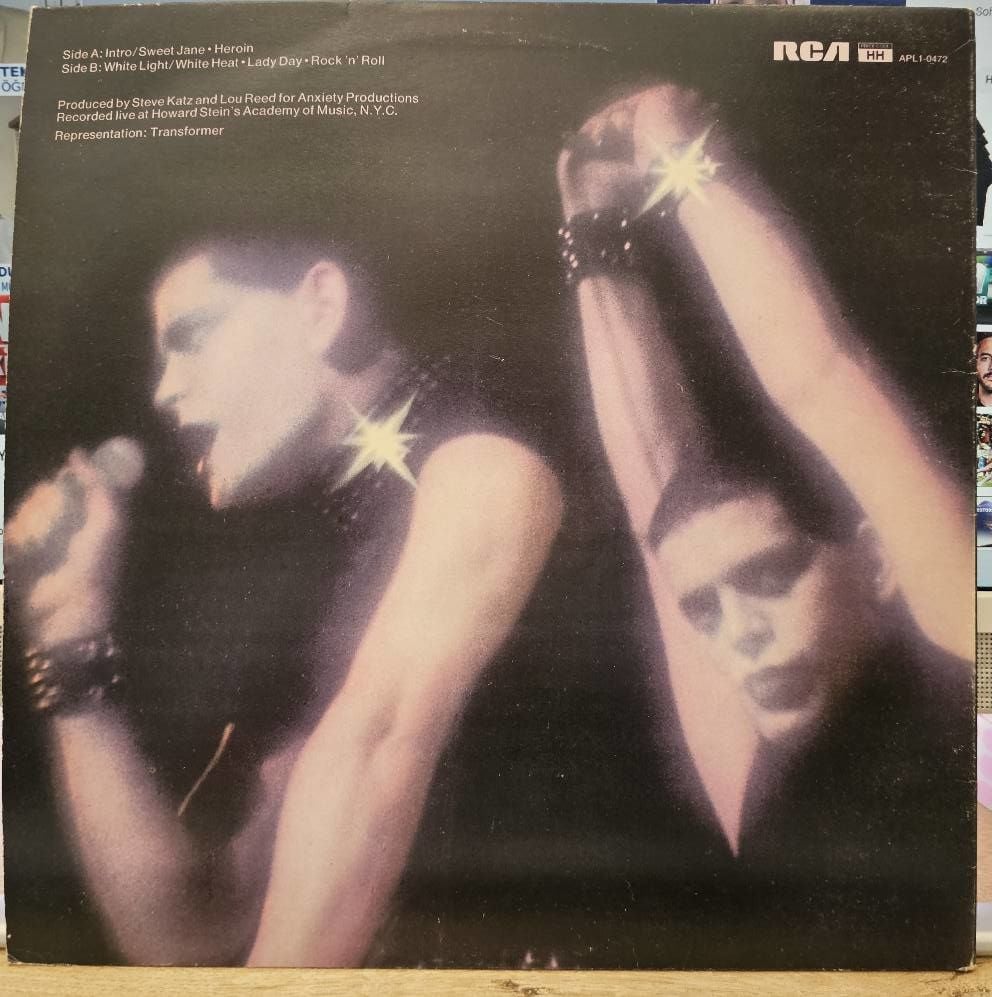 Side A: Intro/Sweet Jane • Heroin
Side B: White Light/White Heat • Lady Day • Rock 'n' Roll
Produced by Steve Katz and Lou Reed for Anxiety Productions
Recorded live at Howard Stein's Academy of Music, N.Y.C.
Representation: Transformer
RCA HH APL1-0472